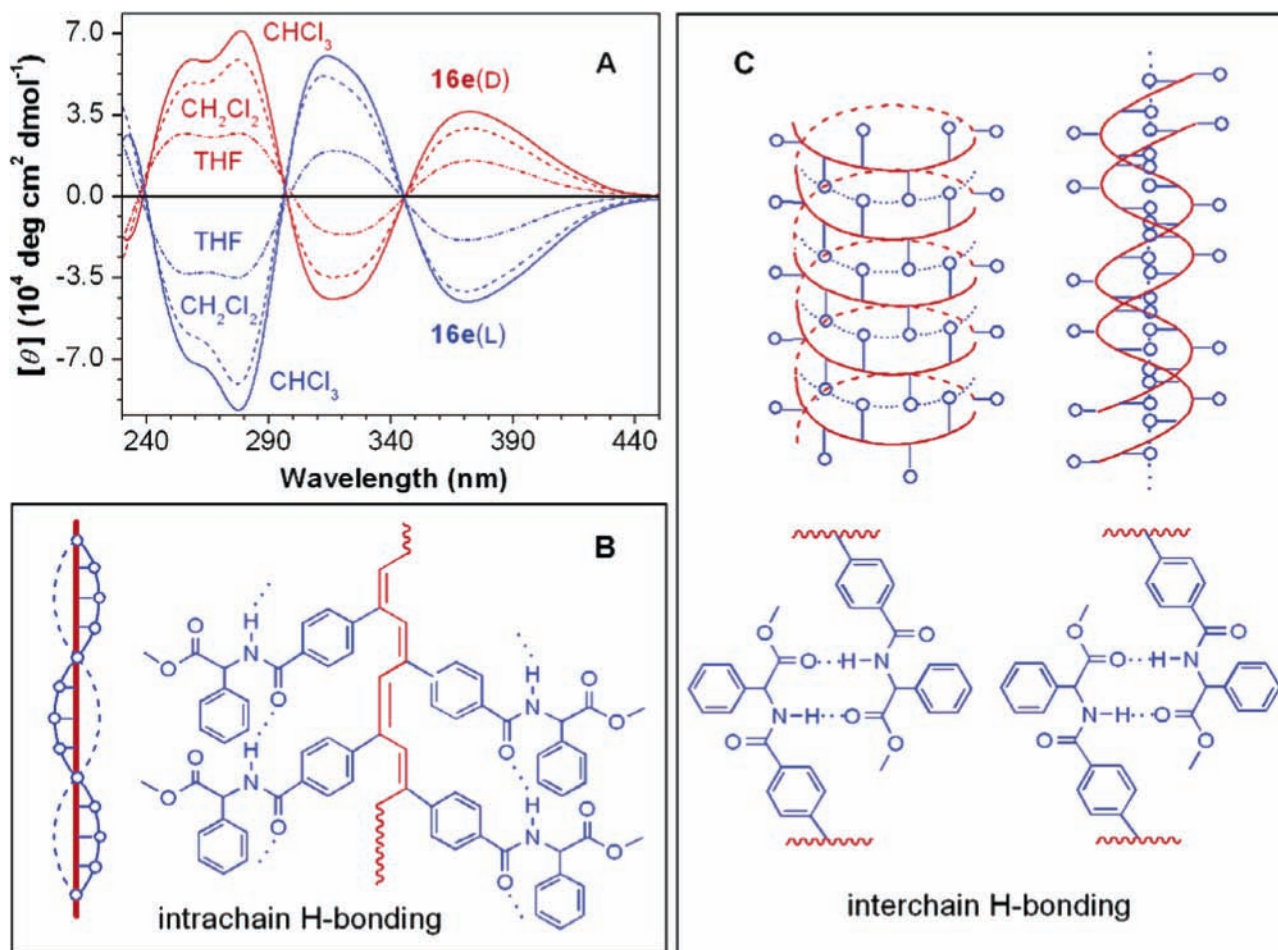 A
[θ] (10⁴ deg cm² dmol⁻¹)
7.0
3.5
0.0
-3.5
-7.0
CHCl₃
CH₂Cl₂
THF
16e(D)
THF
CH₂Cl₂
CHCl₃
16e(L)
240 290 340 390 440
Wavelength (nm)
B
H
O N
O
O
H
O N
O
O
H
N O
O
O
H
N O
O
O
intrachain H-bonding
C
O
O H-N O
N-H O
O O
O
O H-N O
N-H O
O O
interchain H-bonding